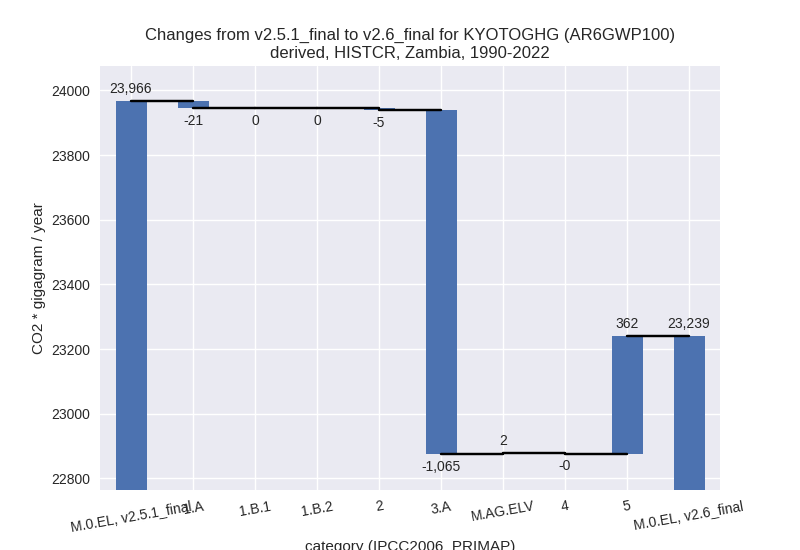 Changes from v2.5.1_final to v2.6_final for KYOTOGHG (AR6GWP100)
derived, HISTCR, Zambia, 1990-2022
CO2 * gigagram / year
24000
23800
23600
23400
23200
23000
22800
23,966
-21
0
0
-5
-1,065
2
-0
362
23,239
M.0.EL, v2.5.1_final
1.A
1.B.1
1.B.2
2
3.A
M.AG.ELV
4
5
M.0.EL, v2.6_final
category (IPCC2006_PRIMAP)